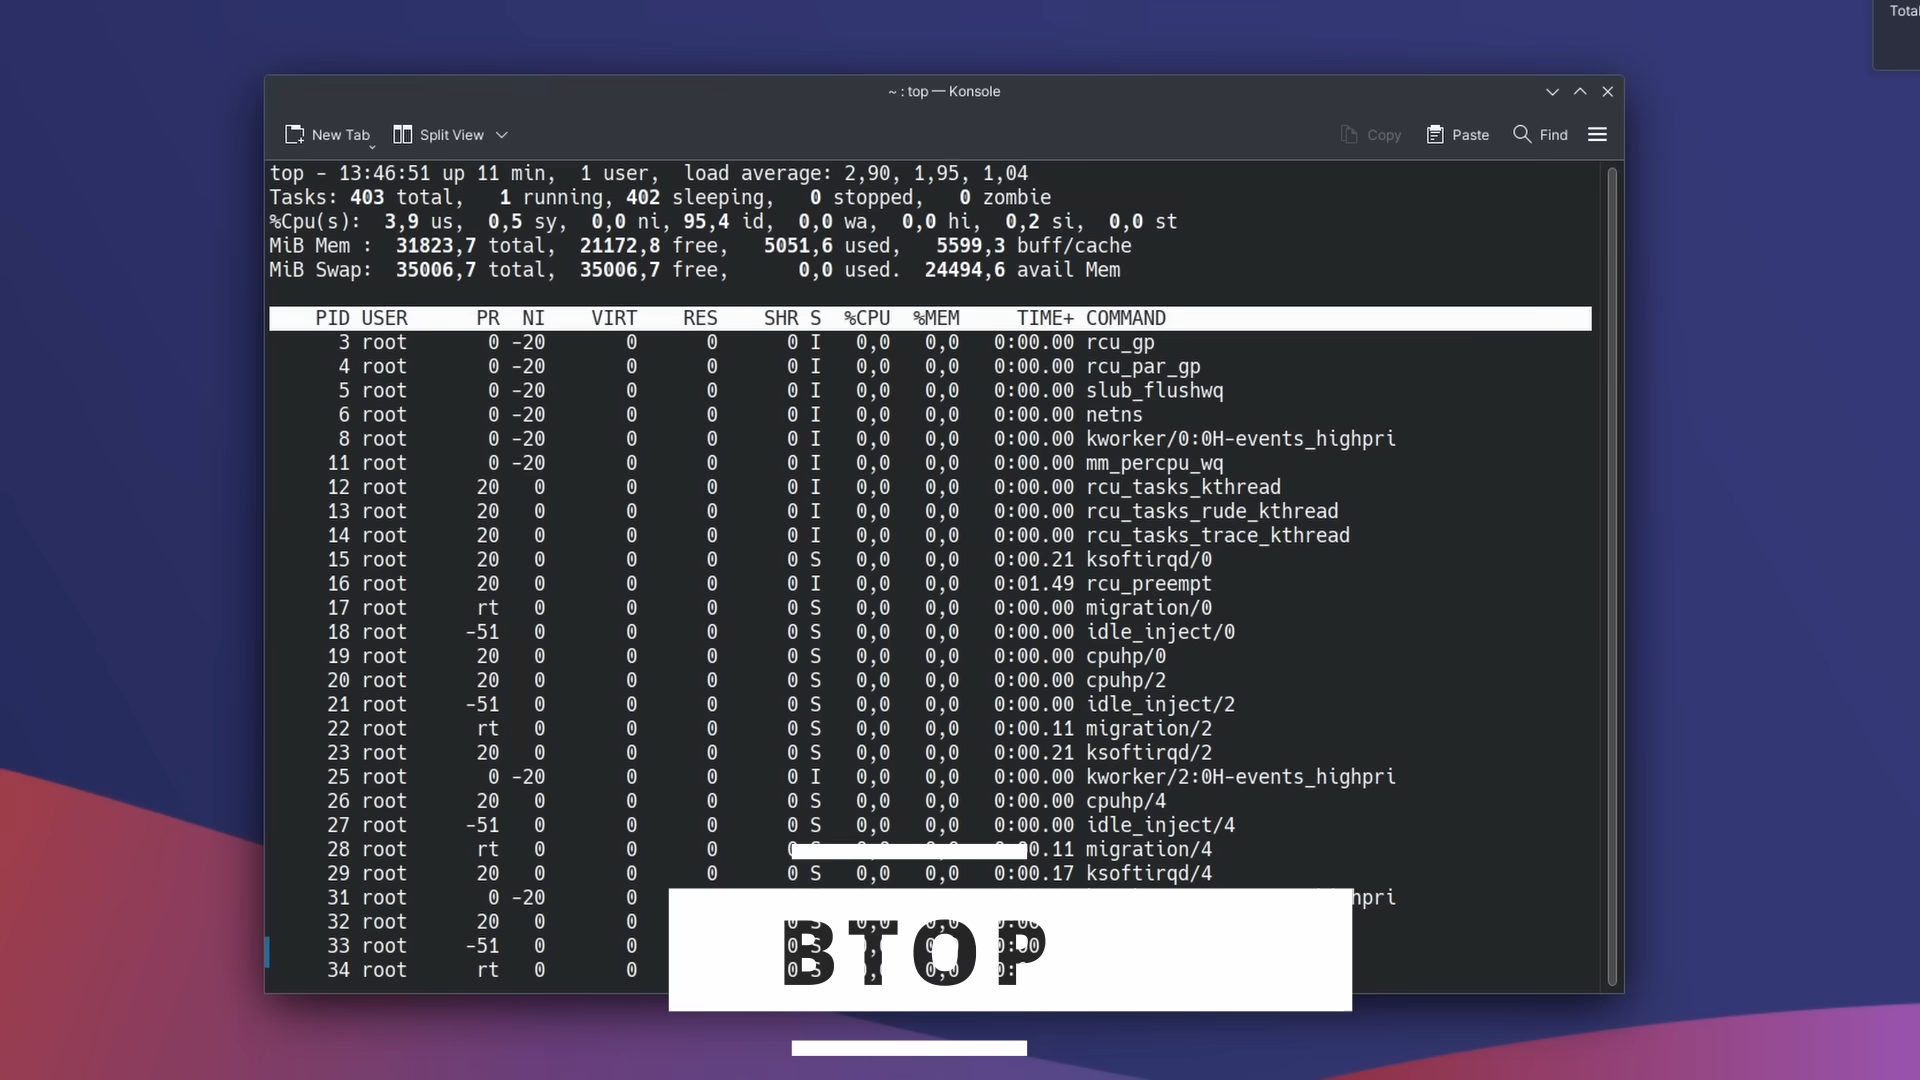 Total
~ : top — Konsole
New Tab Split View Copy Paste Find
top - 13:46:51 up 11 min,  1 user,  load average: 2,90, 1,95, 1,04
Tasks: 403 total,   1 running, 402 sleeping,   0 stopped,   0 zombie
%Cpu(s):  3,9 us,  0,5 sy,  0,0 ni, 95,4 id,  0,0 wa,  0,0 hi,  0,2 si,  0,0 st
MiB Mem :  31823,7 total,  21172,8 free,   5051,6 used,   5599,3 buff/cache
MiB Swap:  35006,7 total,  35006,7 free,      0,0 used.  24494,6 avail Mem
PID USER PR NI VIRT RES SHR S %CPU %MEM TIME+ COMMAND
3 root 0 -20 0 0 0 I 0,0 0,0 0:00.00 rcu_gp
4 root 0 -20 0 0 0 I 0,0 0,0 0:00.00 rcu_par_gp
5 root 0 -20 0 0 0 I 0,0 0,0 0:00.00 slub_flushwq
6 root 0 -20 0 0 0 I 0,0 0,0 0:00.00 netns
8 root 0 -20 0 0 0 I 0,0 0,0 0:00.00 kworker/0:0H-events_highpri
11 root 0 -20 0 0 0 I 0,0 0,0 0:00.00 mm_percpu_wq
12 root 20 0 0 0 0 I 0,0 0,0 0:00.00 rcu_tasks_kthread
13 root 20 0 0 0 0 I 0,0 0,0 0:00.00 rcu_tasks_rude_kthread
14 root 20 0 0 0 0 I 0,0 0,0 0:00.00 rcu_tasks_trace_kthread
15 root 20 0 0 0 0 S 0,0 0,0 0:00.21 ksoftirqd/0
16 root 20 0 0 0 0 I 0,0 0,0 0:01.49 rcu_preempt
17 root rt 0 0 0 0 S 0,0 0,0 0:00.00 migration/0
18 root -51 0 0 0 0 S 0,0 0,0 0:00.00 idle_inject/0
19 root 20 0 0 0 0 S 0,0 0,0 0:00.00 cpuhp/0
20 root 20 0 0 0 0 S 0,0 0,0 0:00.00 cpuhp/2
21 root -51 0 0 0 0 S 0,0 0,0 0:00.00 idle_inject/2
22 root rt 0 0 0 0 S 0,0 0,0 0:00.11 migration/2
23 root 20 0 0 0 0 S 0,0 0,0 0:00.21 ksoftirqd/2
25 root 0 -20 0 0 0 I 0,0 0,0 0:00.00 kworker/2:0H-events_highpri
26 root 20 0 0 0 0 S 0,0 0,0 0:00.00 cpuhp/4
27 root -51 0 0 0 0 S 0,0 0,0 0:00.00 idle_inject/4
28 root rt 0 0 0 .11 migration/4
29 root 20 0 0 0 0 S 0,0 0,0 0:00.17 ksoftirqd/4
31 root 0 -20 0 hpri
32 root 20 0 0
33 root -51 0 0
34 root rt 0 0
BTOP